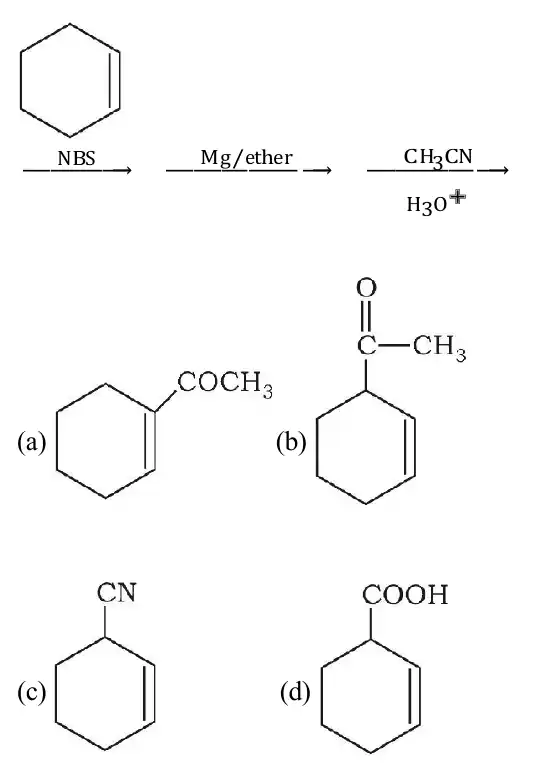 NBS Mg/ether CH₃CN
H₃O⁺
O
C—CH₃
COCH₃
(a) (b)
CN COOH
(c) (d)